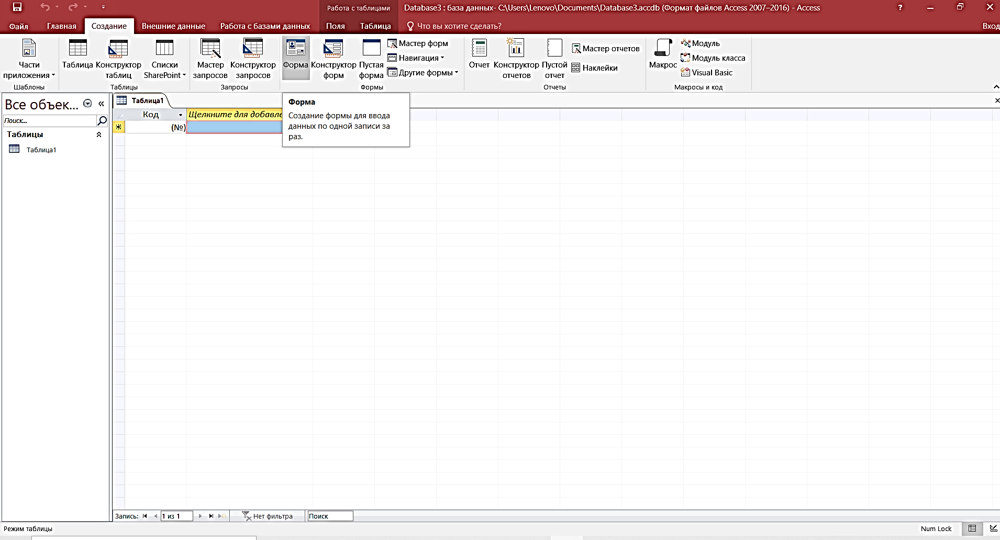 Работа с таблицами
Database3 : база данных- C:\Users\Lenovo\Documents\Database3.accdb (Формат файлов Access 2007–2016) - Access
?
Файл
Главная
Создание
Внешние данные
Работа с базами данных
Поля
Таблица
Что вы хотите сделать?
Вход
Части
приложения
Шаблоны
Таблица
Конструктор
таблиц
Списки
SharePoint
Таблицы
Мастер
запросов
Конструктор
запросов
Запросы
Форма
Конструктор
форм
Пустая
форма
Мастер форм
Навигация
Другие формы
Формы
Отчет
Конструктор
отчетов
Пустой
отчет
Мастер отчетов
Наклейки
Отчеты
Макрос
Модуль
Модуль класса
Visual Basic
Макросы и код
Все объек...
Поиск...
Таблицы
Таблица1
Таблица1
Код
Щелкните для добавле
(№)
Форма
Создание формы для ввода
данных по одной записи за
раз.
Запись:
1 из 1
Нет фильтра
Поиск
Режим таблицы
Num Lock